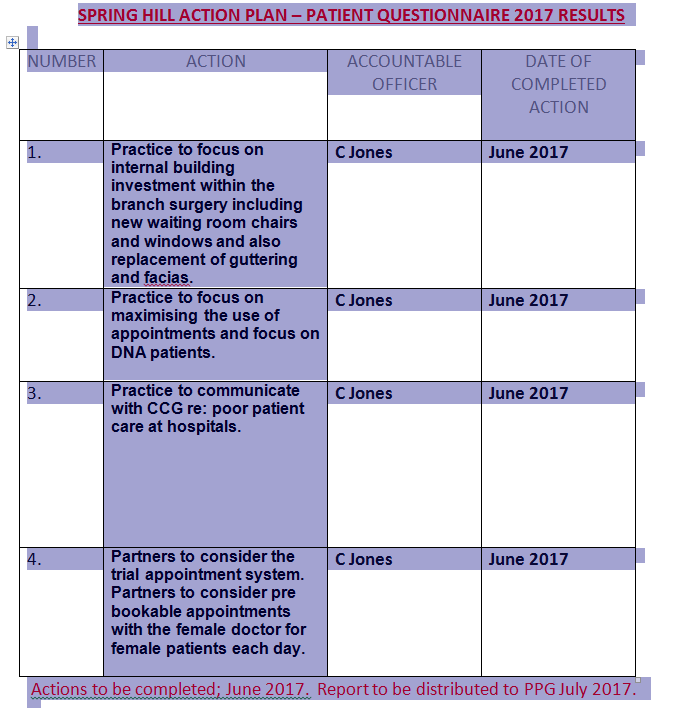 SPRING HILL ACTION PLAN – PATIENT QUESTIONNAIRE 2017 RESULTS
NUMBER ACTION ACCOUNTABLE DATE OF
OFFICER COMPLETED
ACTION
1. Practice to focus on C Jones June 2017
internal building
investment within the
branch surgery including
new waiting room chairs
and windows and also
replacement of guttering
and facias.
2. Practice to focus on C Jones June 2017
maximising the use of
appointments and focus on
DNA patients.
3. Practice to communicate C Jones June 2017
with CCG re: poor patient
care at hospitals.
4. Partners to consider the C Jones June 2017
trial appointment system.
Partners to consider pre
bookable appointments
with the female doctor for
female patients each day.
Actions to be completed; June 2017. Report to be distributed to PPG July 2017.